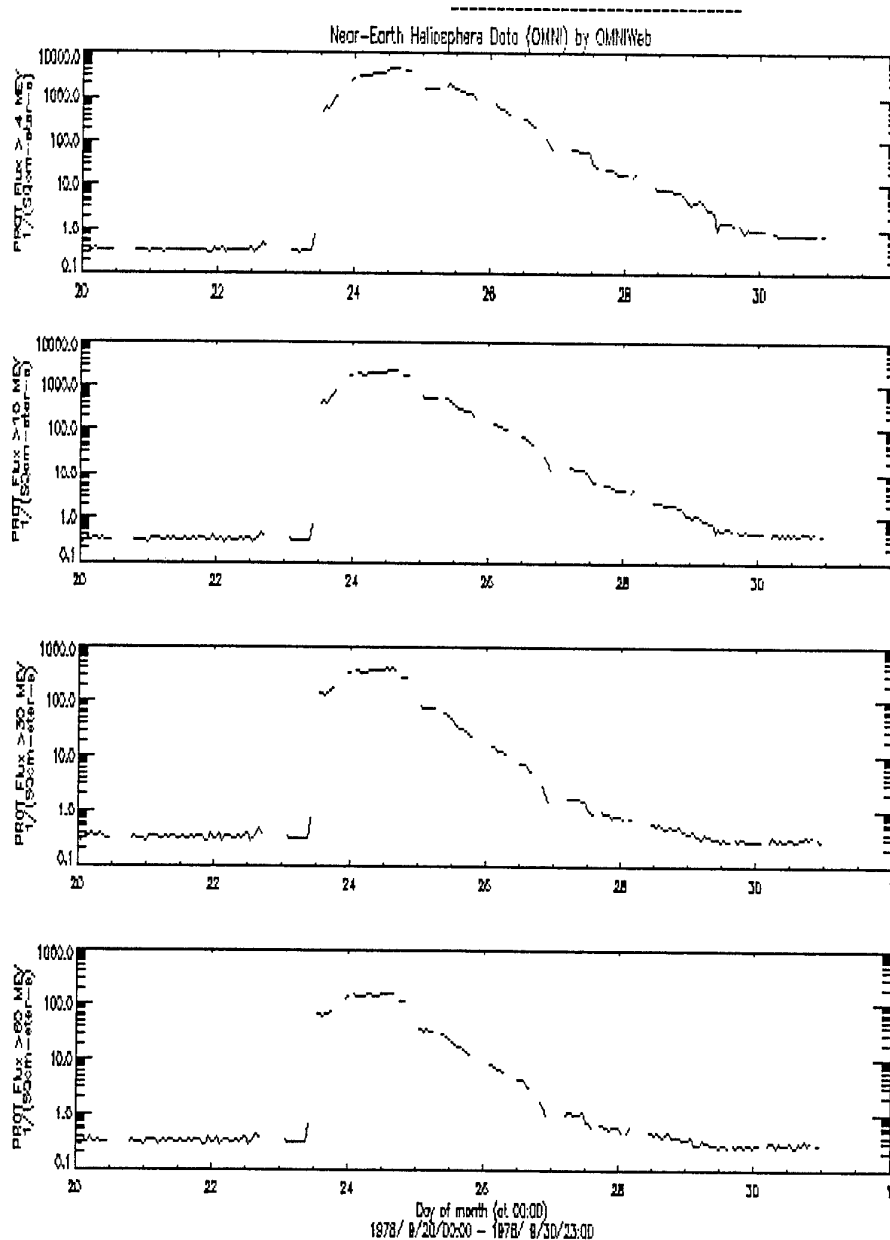 Near-Earth Heliosphere Data (OMNI) by OMNIWeb
PROT Flux > 4 MEV
1/(SQcm-ster-s)
10000.0
1000.0
100.0
10.0
1.0
0.1
20 22 24 26 28 30
PROT Flux >10 MEV
1/(SQcm-ster-s)
10000.0
1000.0
100.0
10.0
1.0
0.1
20 22 24 26 28 30
PROT Flux >30 MEV
1/(SQcm-ster-s)
1000.0
100.0
10.0
1.0
0.1
20 22 24 26 28 30
PROT Flux >60 MEV
1/(SQcm-ster-s)
1000.0
100.0
10.0
1.0
0.1
20 22 24 26 28 30
Day of month (at 00:00)
1978/ 9/20/00:00 - 1978/ 9/30/23:00